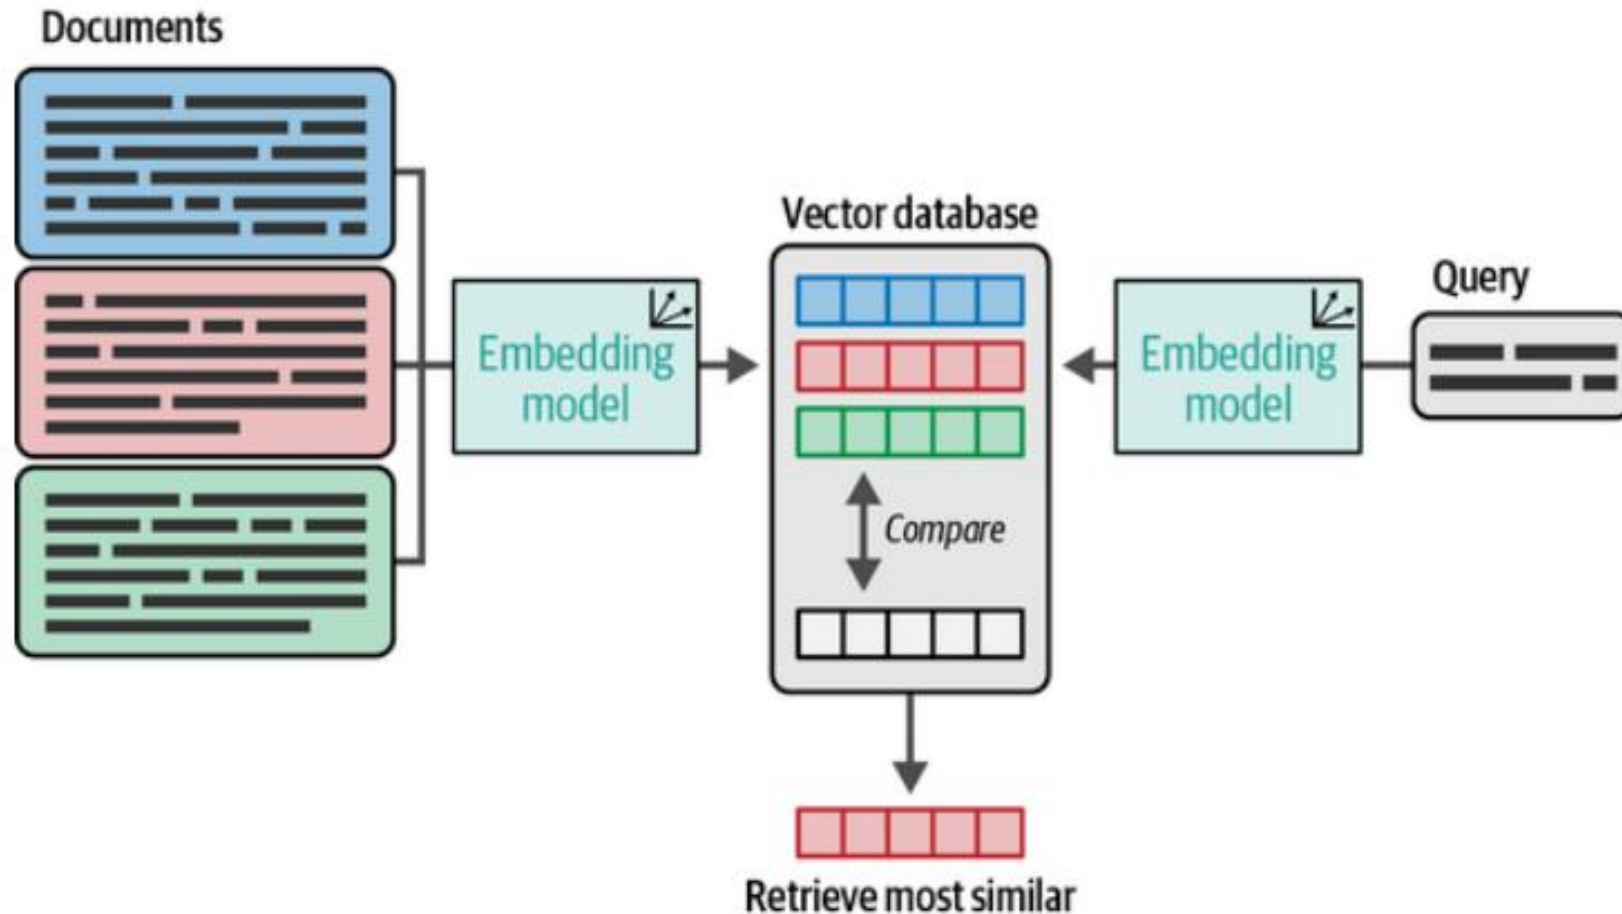 Documents
Vector database
Query
Embedding
model
Embedding
model
Compare
Retrieve most similar